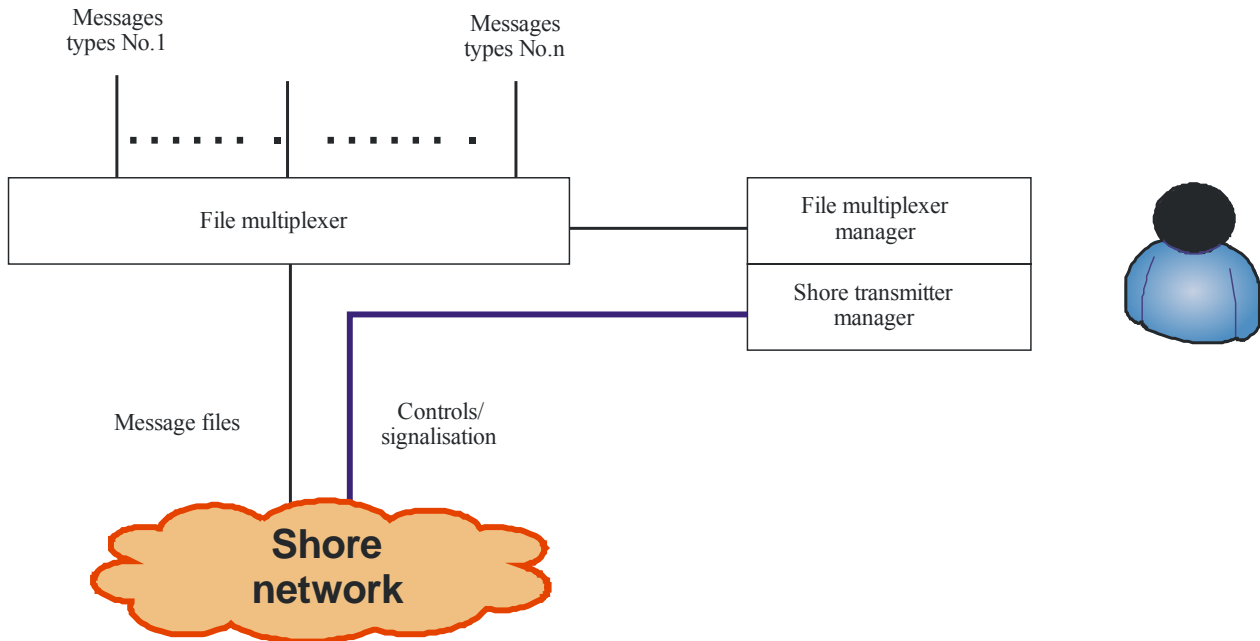 Messages
types No.1
Messages
types No.n
File multiplexer
File multiplexer
manager
Shore transmitter
manager
Message files
Controls/
signalisation
Shore
network